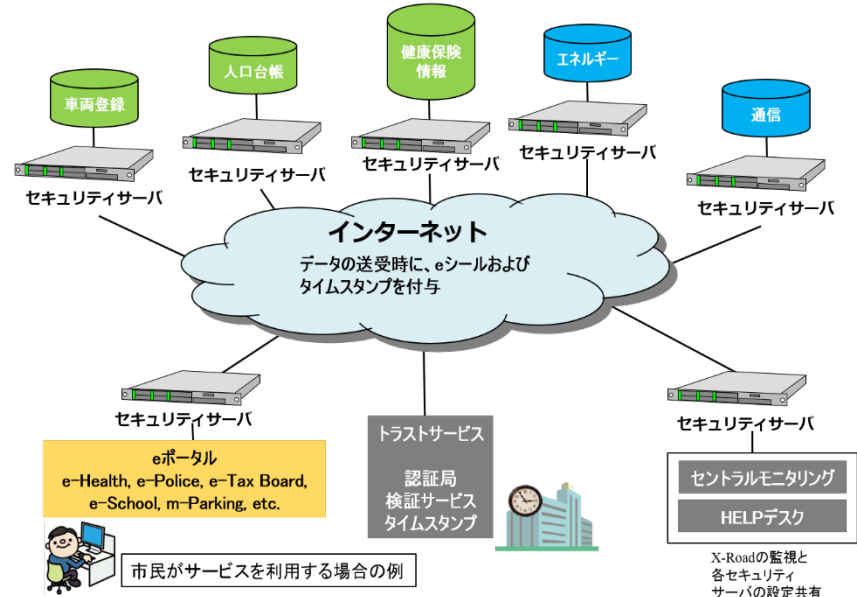 車両登録
人口台帳
健康保険
情報
エネルギー
通信
セキュリティサーバ
セキュリティサーバ
セキュリティサーバ
セキュリティサーバ
セキュリティサーバ
インターネット
データの送受時に、eシールおよび
タイムスタンプを付与
セキュリティサーバ
eポータル
e-Health, e-Police, e-Tax Board,
e-School, m-Parking, etc.
市民がサービスを利用する場合の例
トラストサービス
認証局
検証サービス
タイムスタンプ
セキュリティサーバ
セントラルモニタリング
HELPデスク
X-Roadの監視と
各セキュリティ
サーバの設定共有